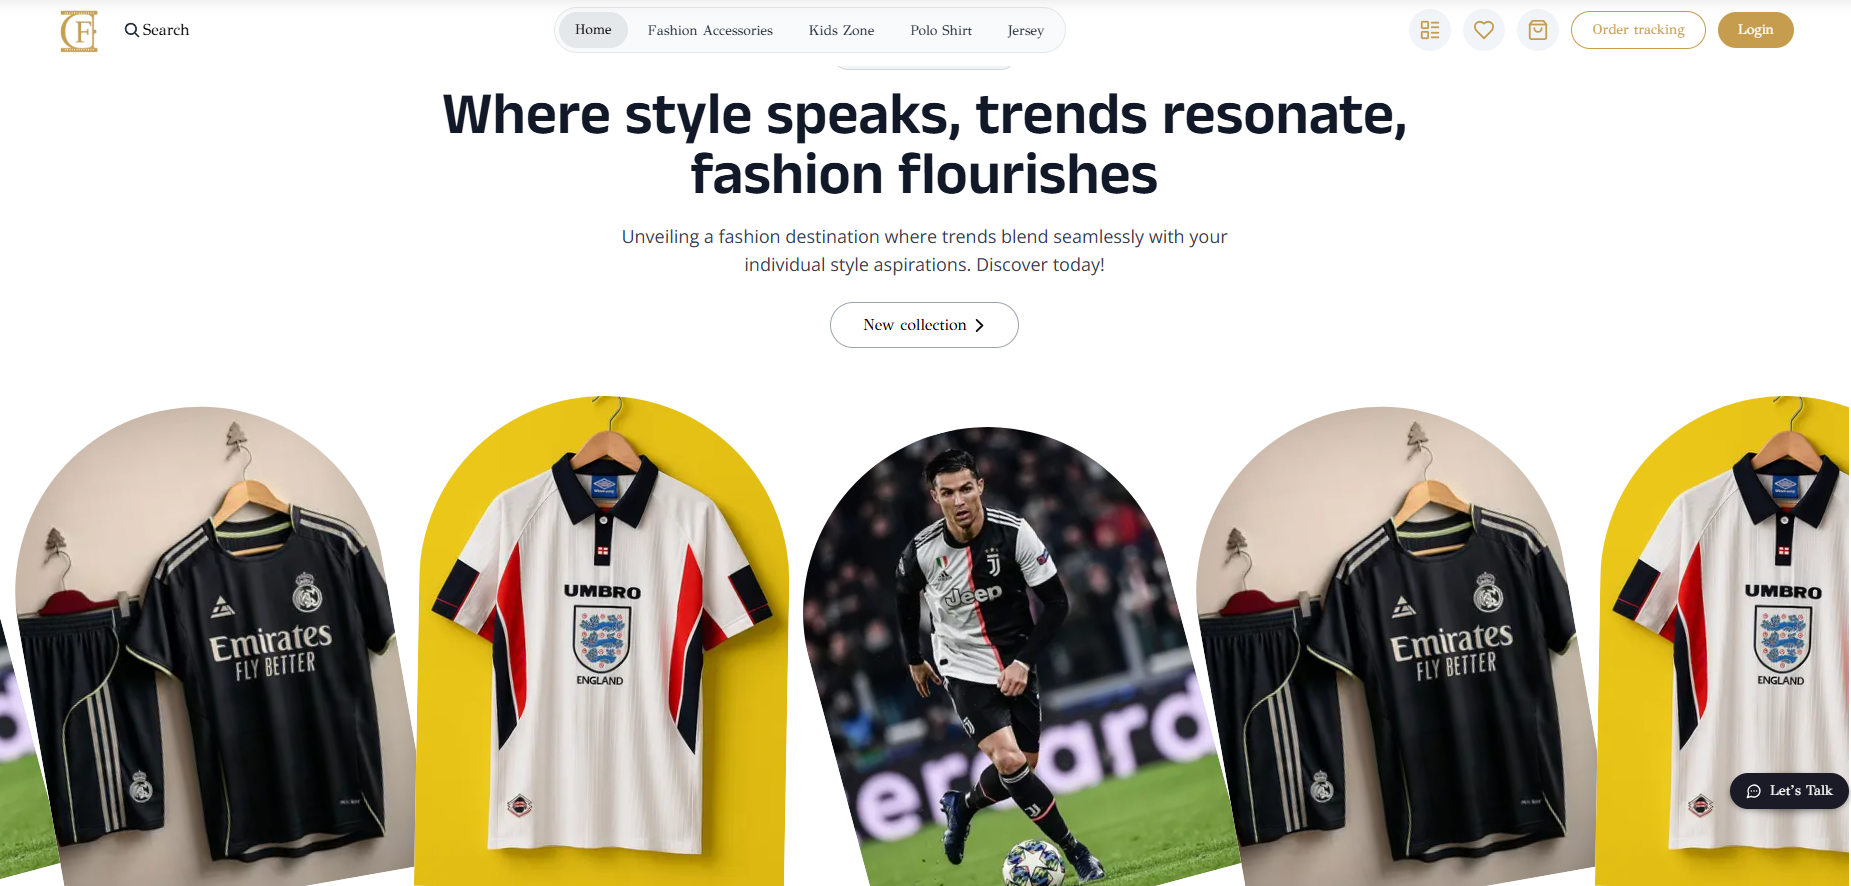 CF
Search
Home
Fashion Accessories
Kids Zone
Polo Shirt
Jersey
Order tracking
Login
Where style speaks, trends resonate,
fashion flourishes
Unveiling a fashion destination where trends blend seamlessly with your
individual style aspirations. Discover today!
New collection
Emirates
FLY BETTER
UMBRO
ENGLAND
Jeep
erard
Emirates
FLY BETTER
UMBRO
ENGLAND
Let's Talk